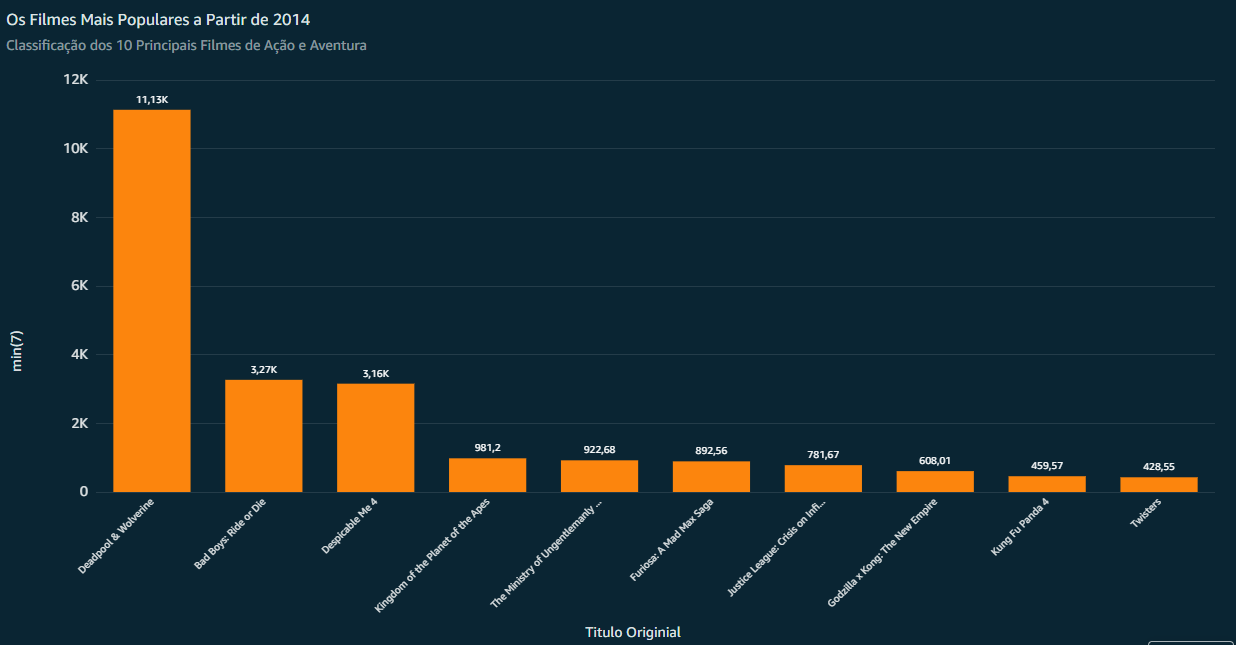 Os Filmes Mais Populares a Partir de 2014
Classificação dos 10 Principais Filmes de Ação e Aventura
12K
10K
8K
6K
4K
2K
0
min(7)
11,13K
3,27K
3,16K
981,2
922,68
892,56
781,67
608,01
459,57
428,55
Deadpool & Wolverine
Bad Boys: Ride or Die
Despicable Me 4
Kingdom of the Planet of the Apes
The Ministry of Ungentlemanly ...
Furiosa: A Mad Max Saga
Justice League: Crisis on Infi...
Godzilla x Kong: The New Empire
Kung Fu Panda 4
Twisters
Titulo Originial